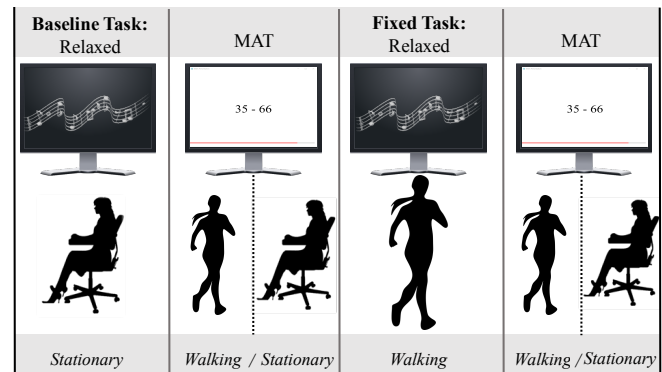 Baseline Task:
Relaxed
MAT
Fixed Task:
Relaxed
MAT
35 - 66
35 - 66
Stationary
Walking / Stationary
Walking
Walking / Stationary